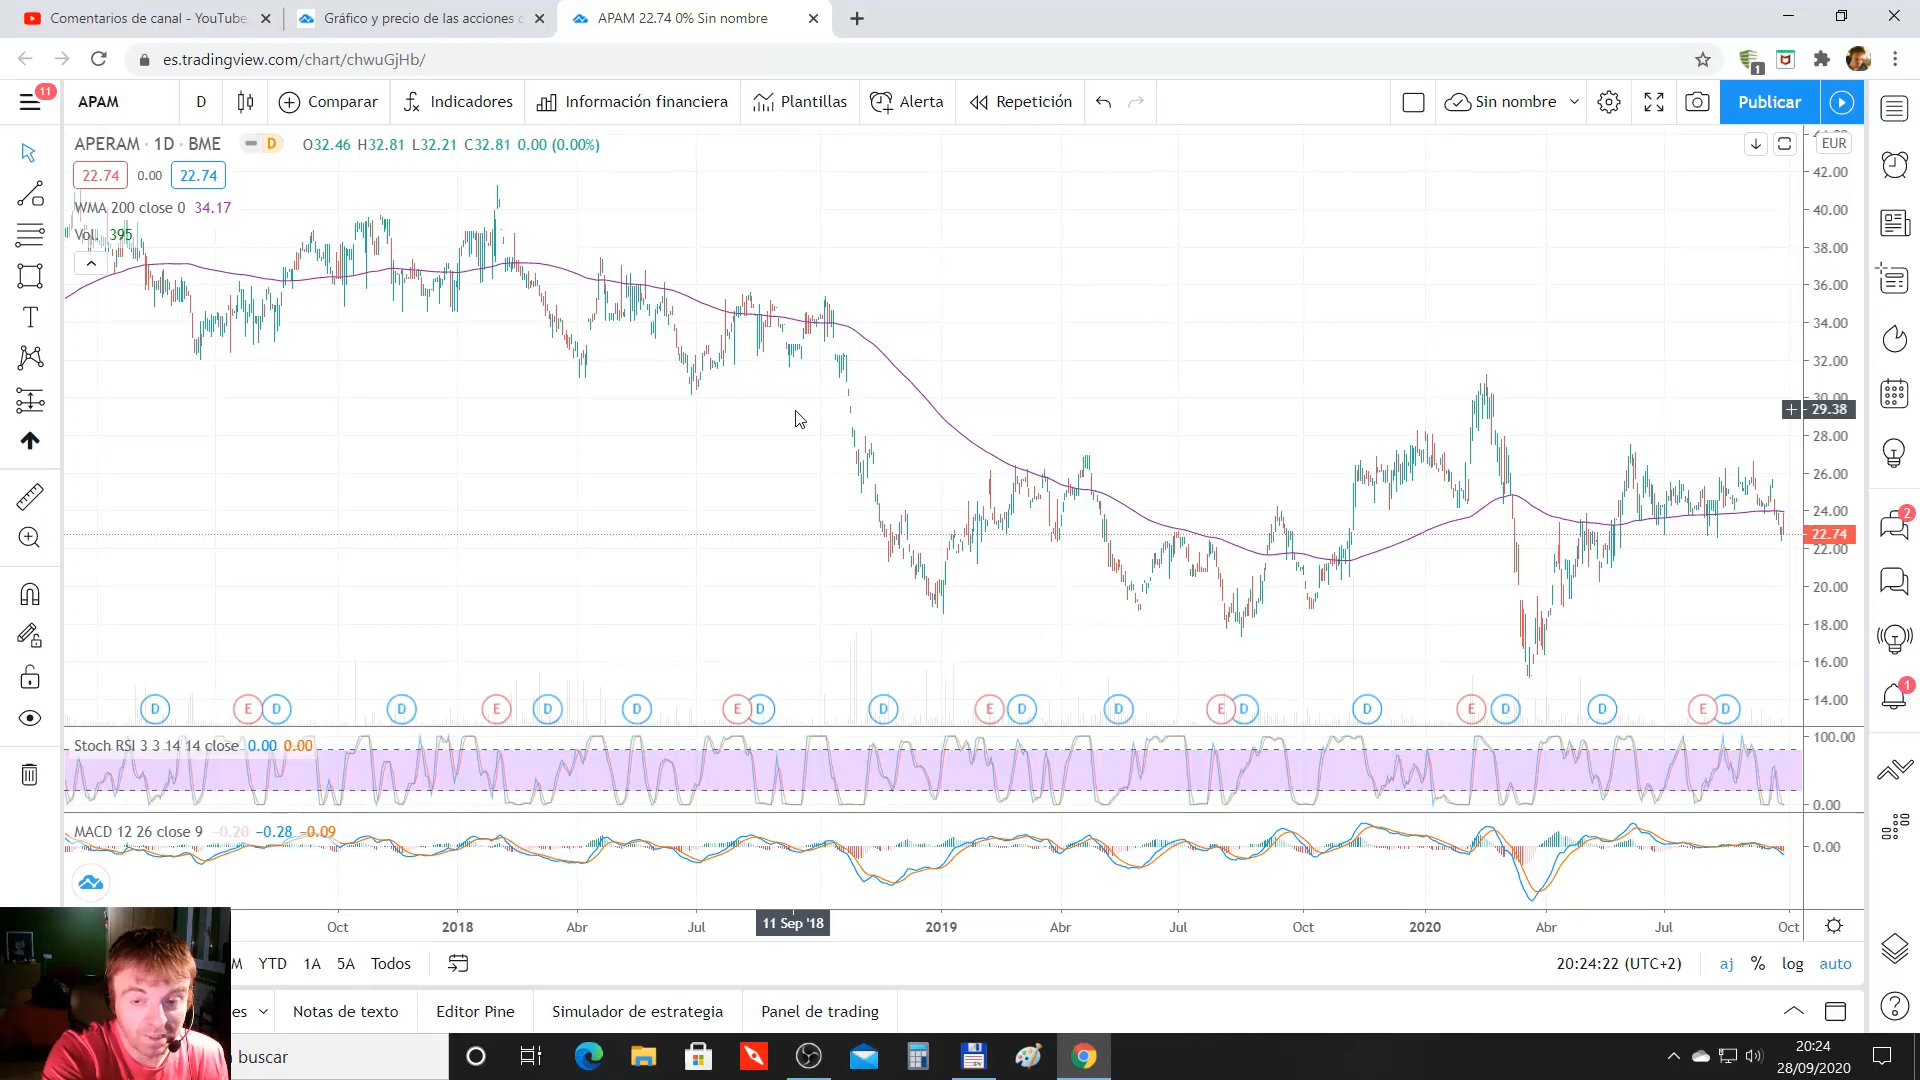 Comentarios de canal - YouTube
Gráfico y precio de las acciones
APAM 22.74 0% Sin nombre
es.tradingview.com/chart/chwuGjHb/
1
11
APAM
D
Comparar
Indicadores
Información financiera
Plantillas
Alerta
Repetición
Sin nombre
Publicar
APERAM · 1D · BME
D
O32.46 H32.81 L32.21 C32.81 0.00 (0.00%)
EUR
22.74 0.00 22.74
WMA 200 close 0 34.17
Vol. 395
42.00
40.00
38.00
36.00
34.00
32.00
30.00
29.38
28.00
26.00
24.00
22.74
22.00
20.00
18.00
16.00
14.00
2
1
D E D D E D D E D D E D D E D D E D D E D
Stoch RSI 3 3 14 14 close 0.00 0.00
100.00
0.00
MACD 12 26 close 9 −0.20 −0.28 −0.09
0.00
Oct 2018 Abr Jul 11 Sep '18 2019 Abr Jul Oct 2020 Abr Jul Oct
M YTD 1A 5A Todos
20:24:22 (UTC+2) aj % log auto
es Notas de texto Editor Pine Simulador de estrategia Panel de trading
buscar
20:24
28/09/2020